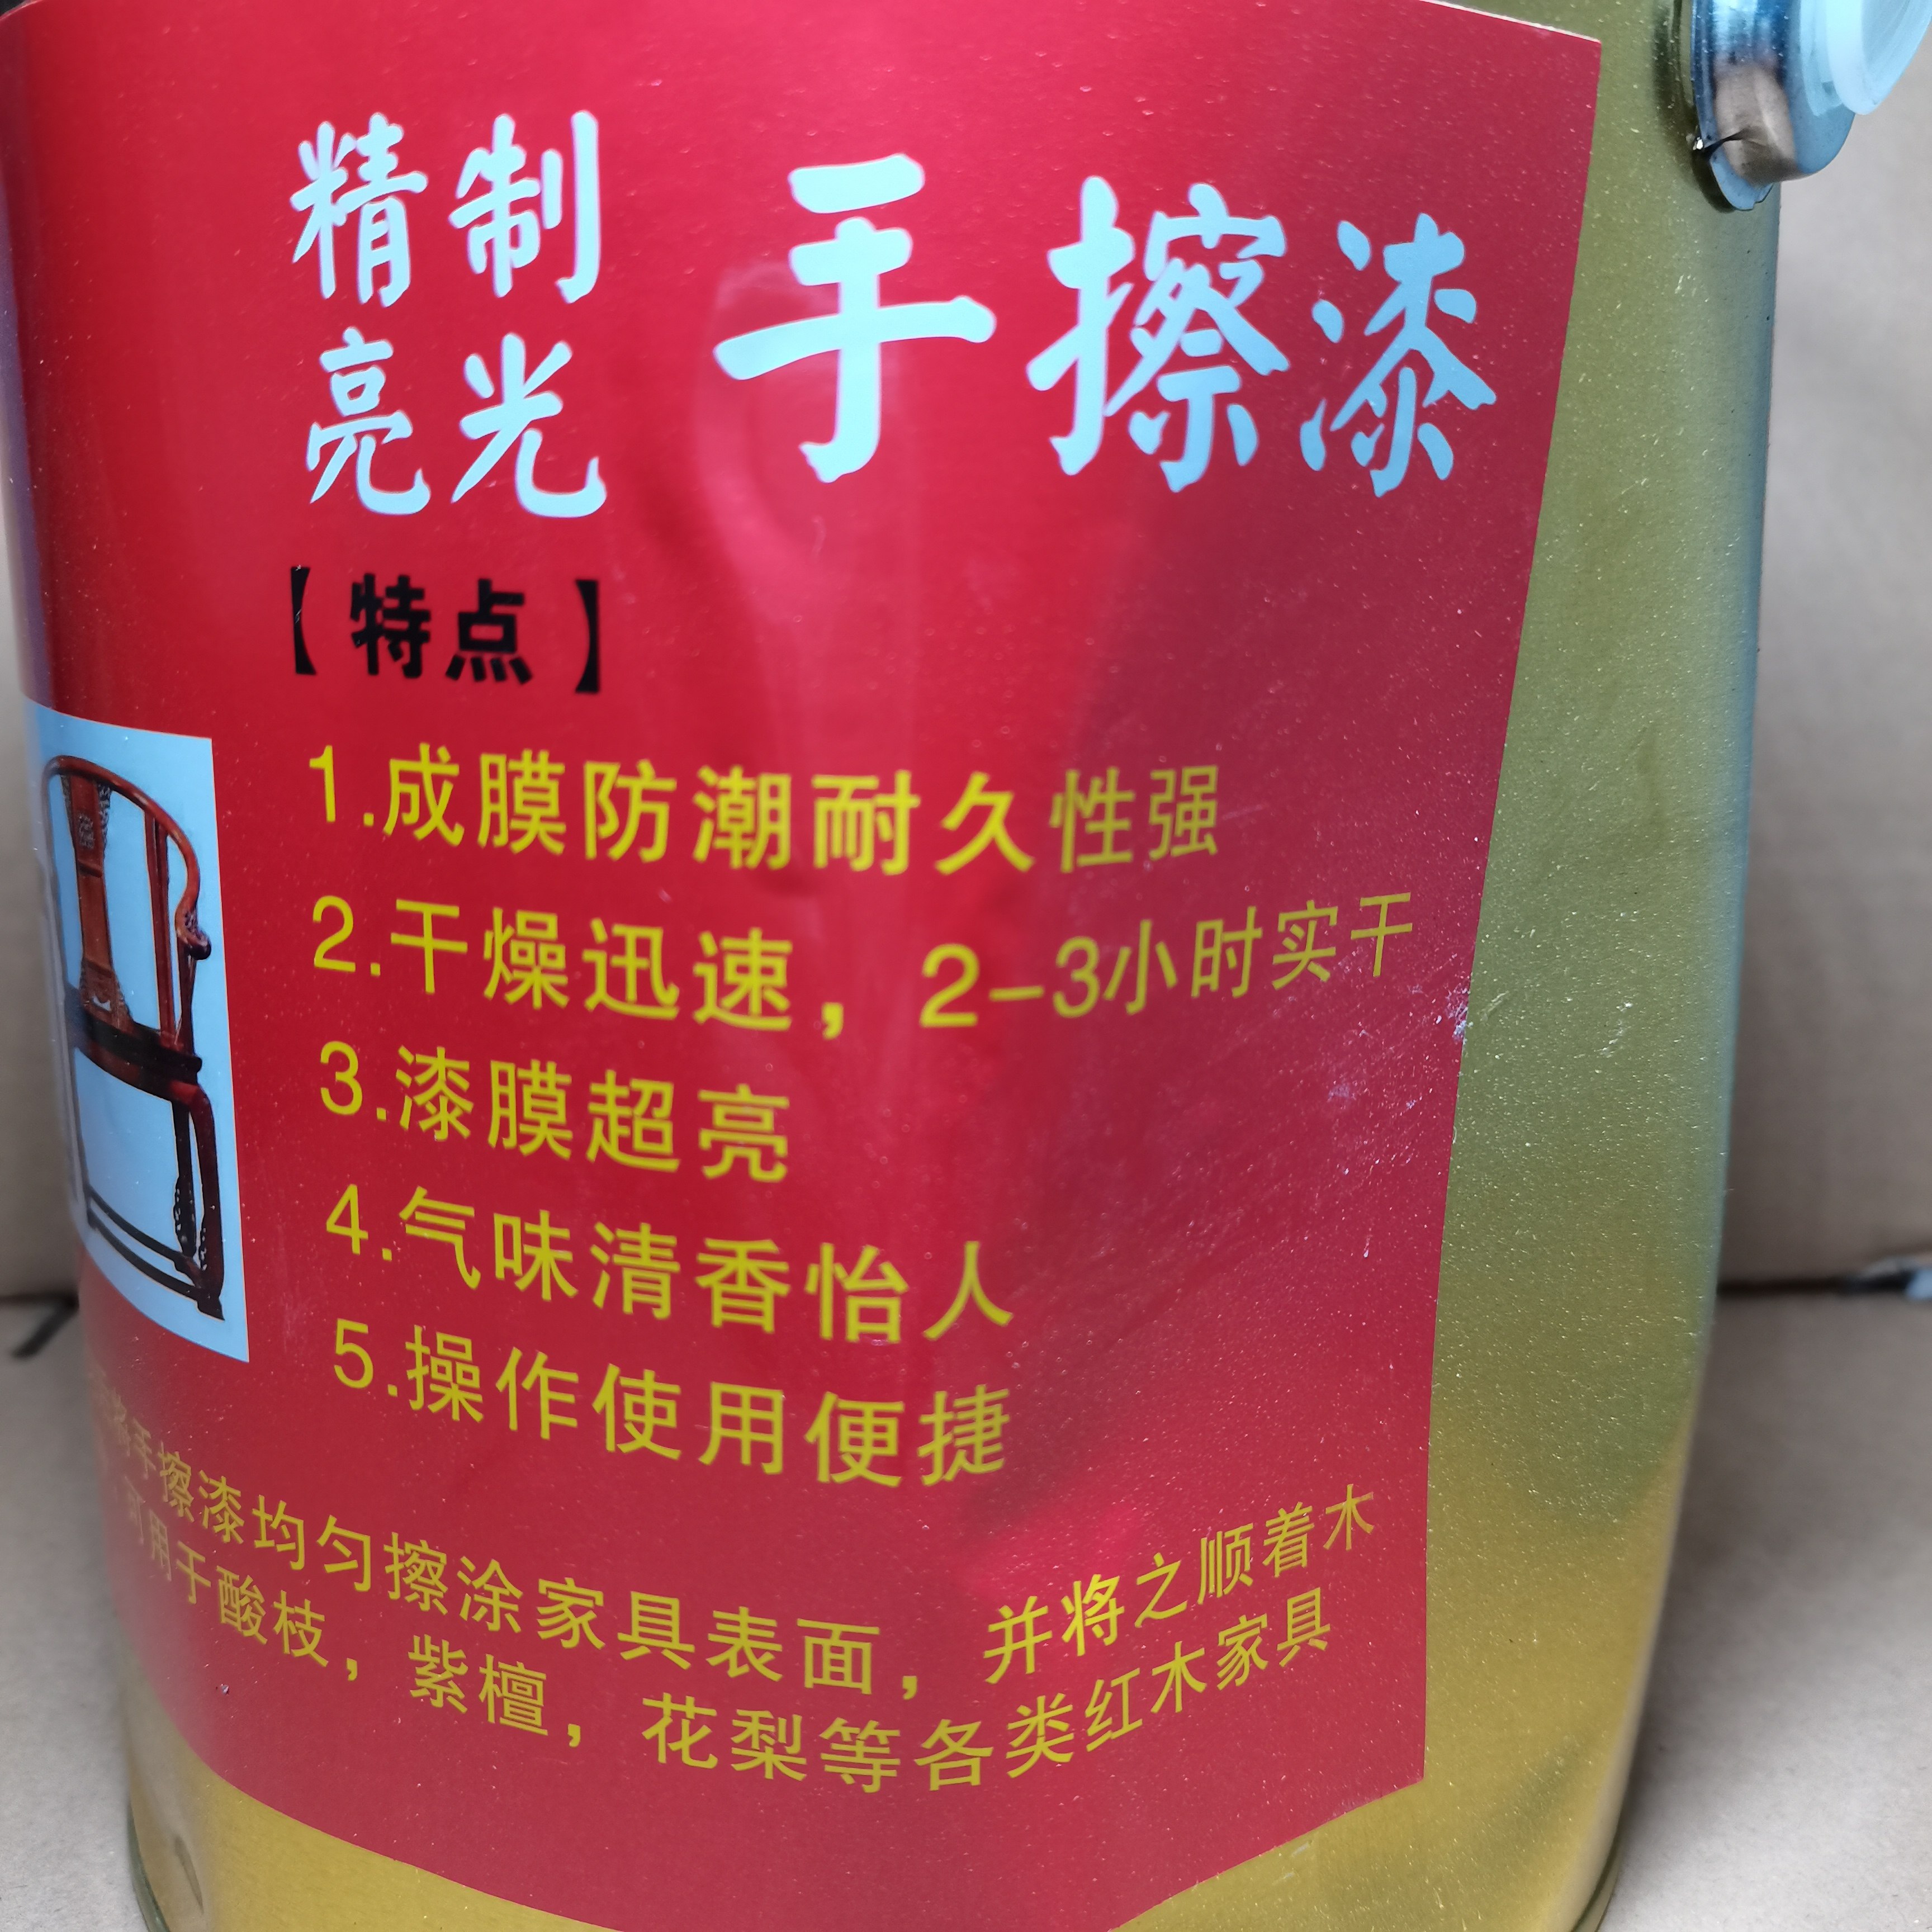 精制
亮光
手擦漆
【特点】
1.成膜防潮耐久性强
2.干燥迅速，2-3小时实干
3.漆膜超亮
4.气味清香怡人
5.操作使用便捷
将手擦漆均匀擦涂家具表面，并将之顺着木
可用于酸枝，紫檀，花梨等各类红木家具